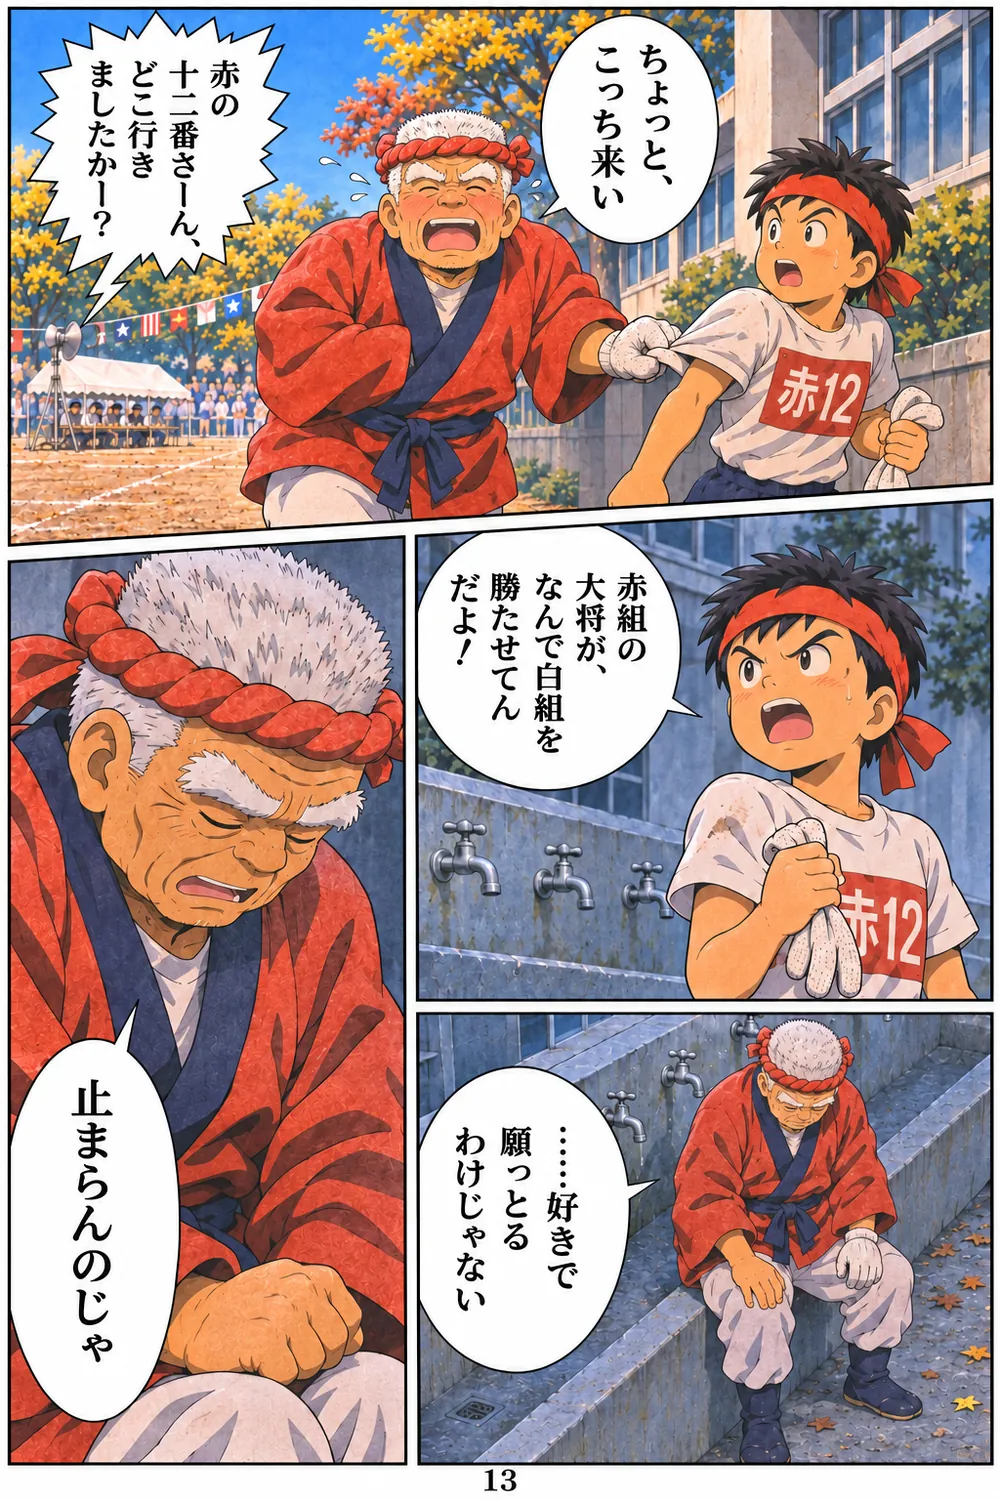 ちょっと、
こっち来い
赤の
十二番さーん、
どこ行き
ましたかー？
赤12
赤組の
大将が、
なんで白組を
勝たせてん
だよ！
赤12
……好きで
願っとる
わけじゃない
止まらんのじゃ
13